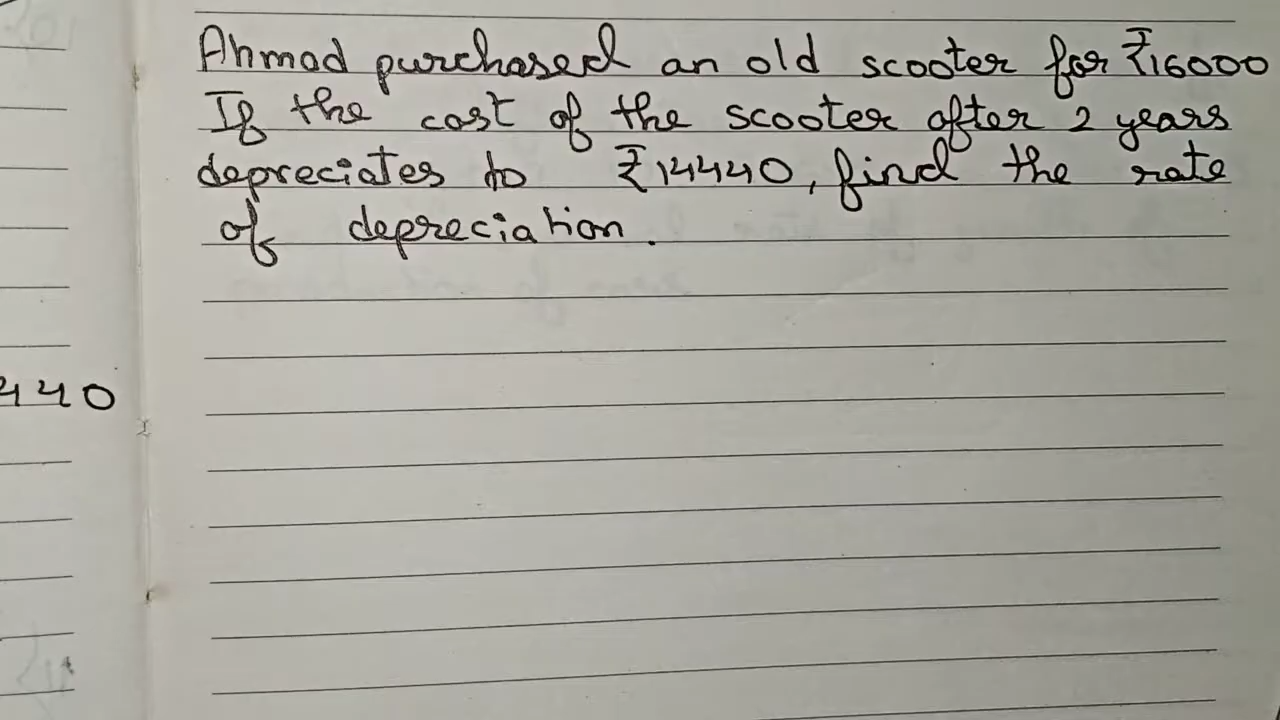 Ahmad purchased an old scooter for ₹16000
If the cost of the scooter after 2 years
depreciates to ₹14440, find the rate
of depreciation.
440